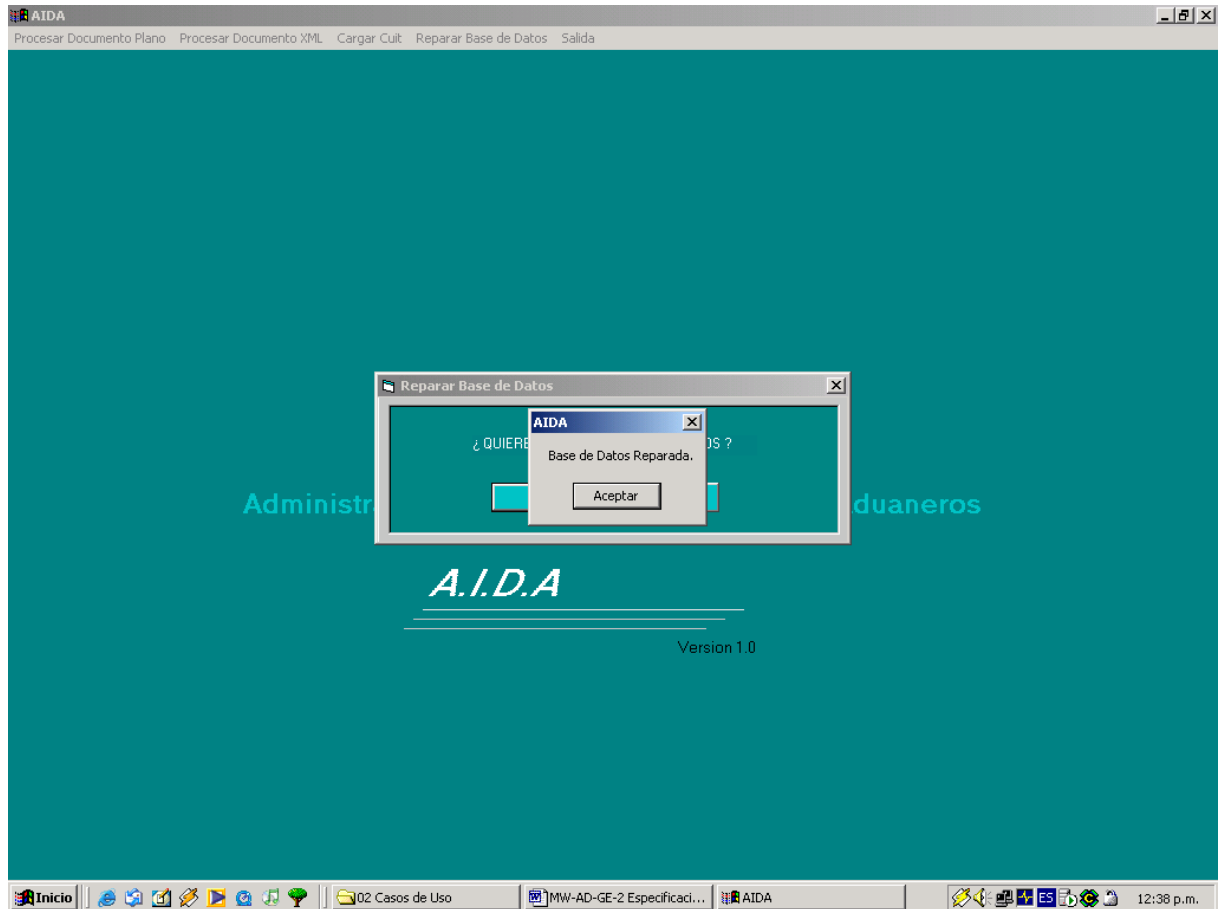 AIDA
Procesar Documento Plano Procesar Documento XML Cargar Cuit Reparar Base de Datos Salida
Reparar Base de Datos
¿ QUIERE OS ?
AIDA
Base de Datos Reparada.
Aceptar
Administr duaneros
A.I.D.A
Version 1.0
Inicio 02 Casos de Uso MW-AD-GE-2 Especificaci... AIDA ES 12:38 p.m.